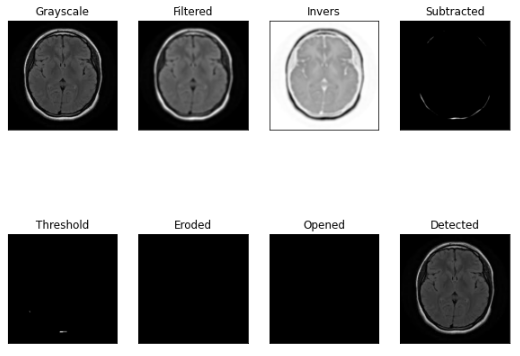 Grayscale
Filtered
Invers
Subtracted
Threshold
Eroded
Opened
Detected